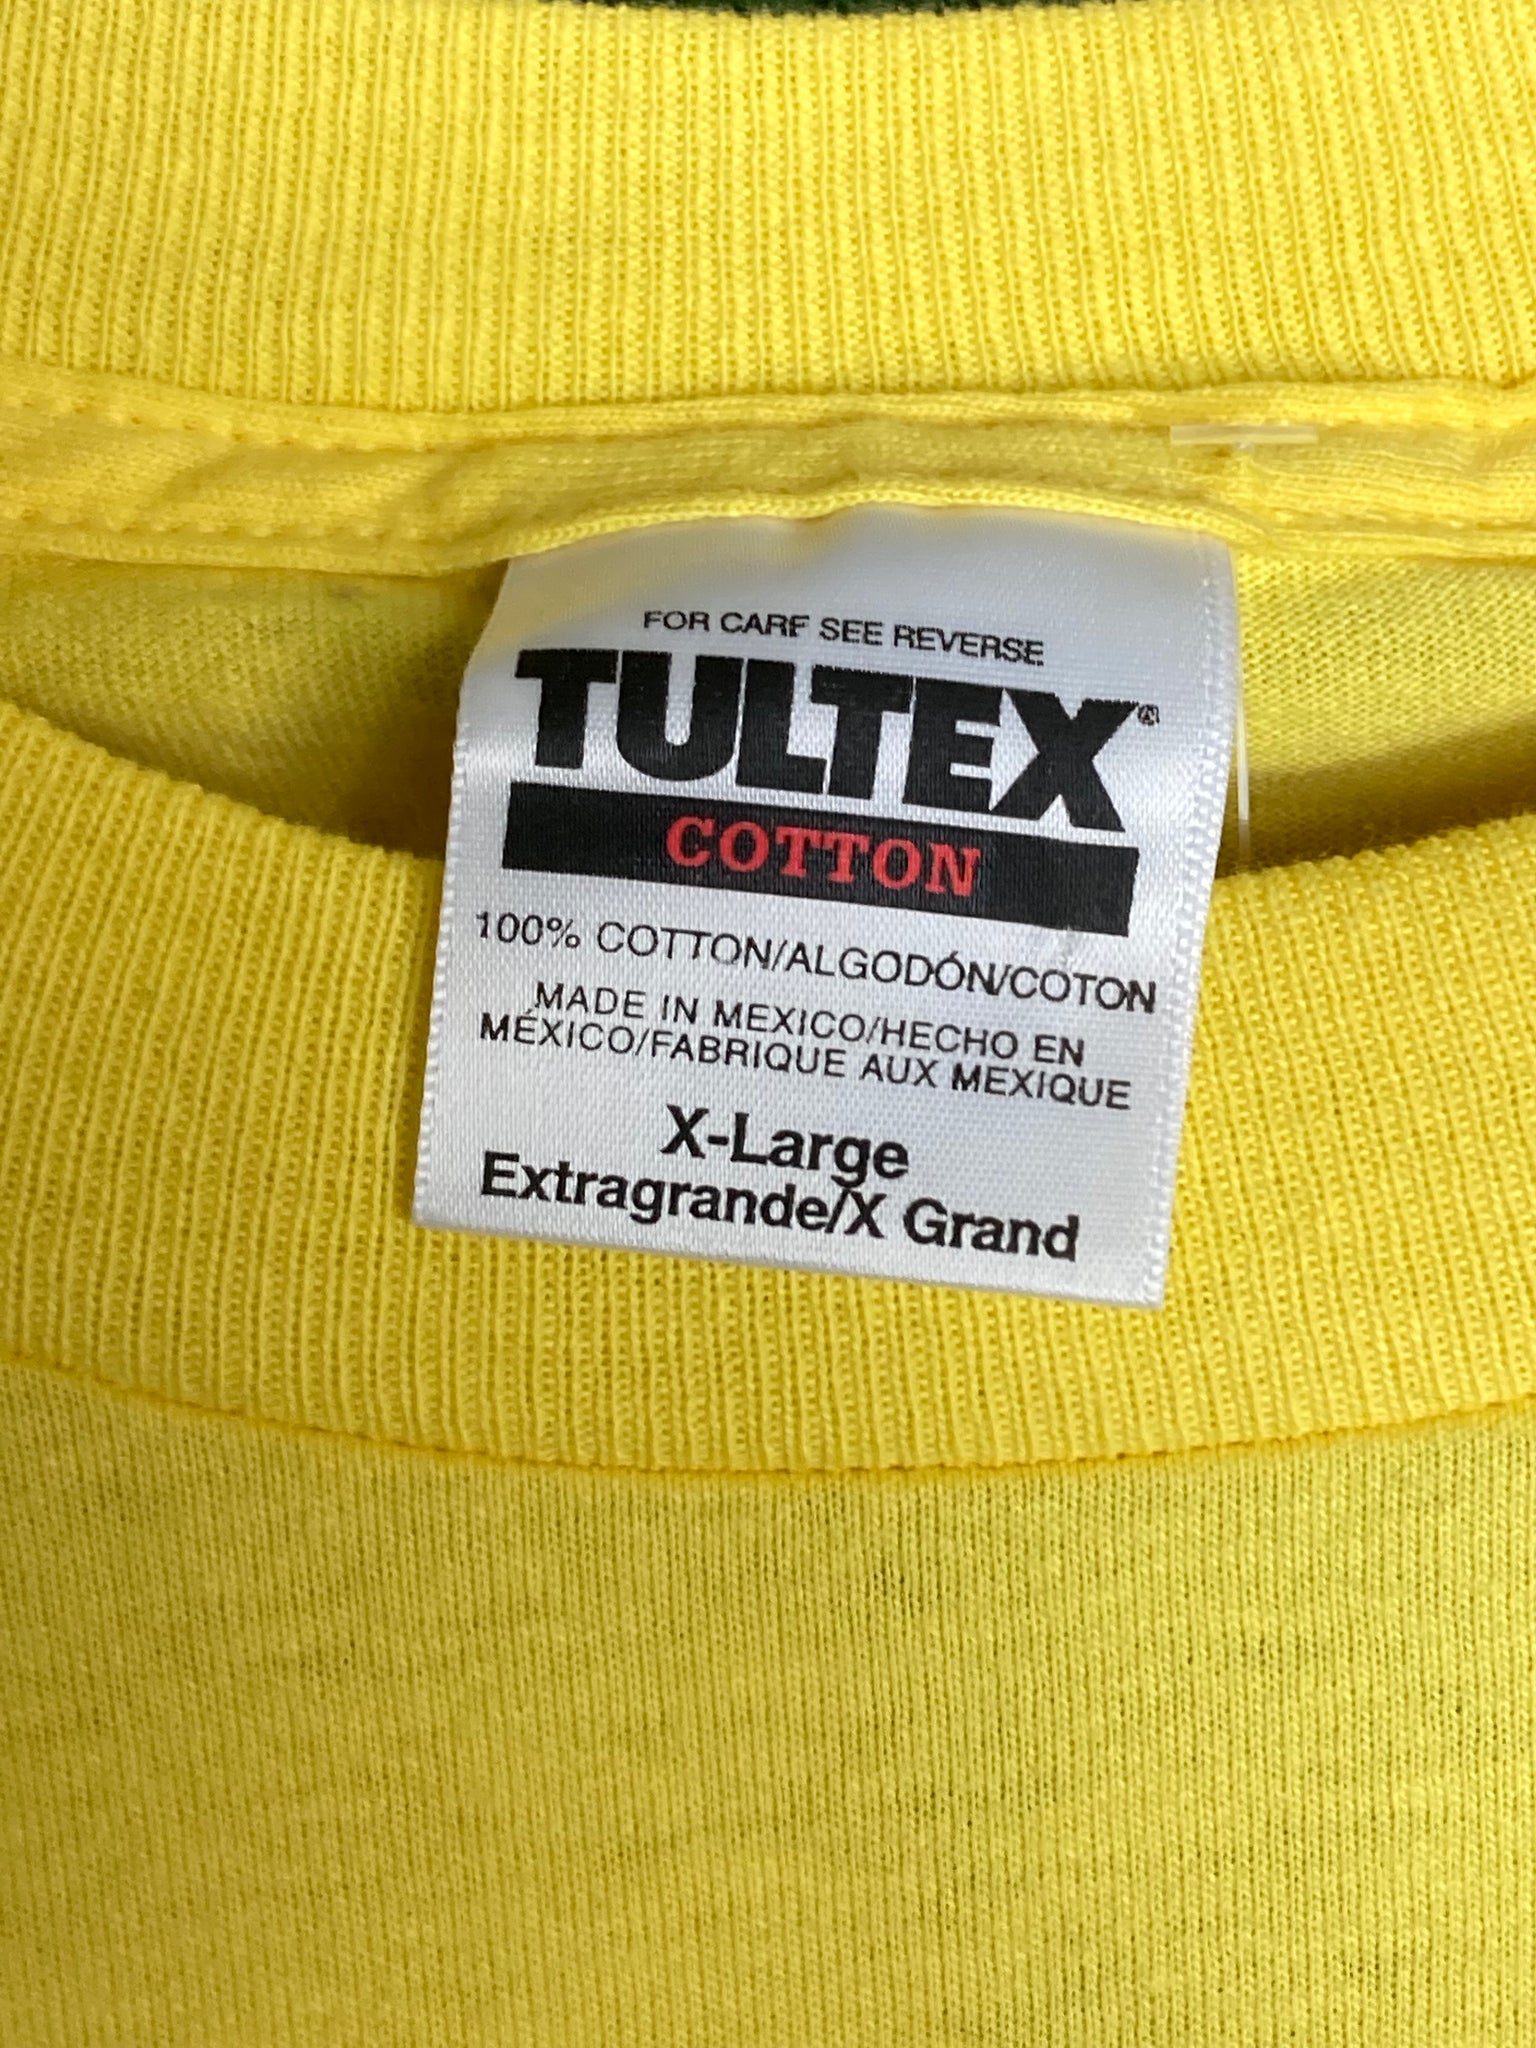 FOR CARE SEE REVERSE
TULTEX®
COTTON
100% COTTON/ALGODÓN/COTON
MADE IN MEXICO/HECHO EN
MÉXICO/FABRIQUE AUX MEXIQUE
X-Large
Extragrande/X Grand